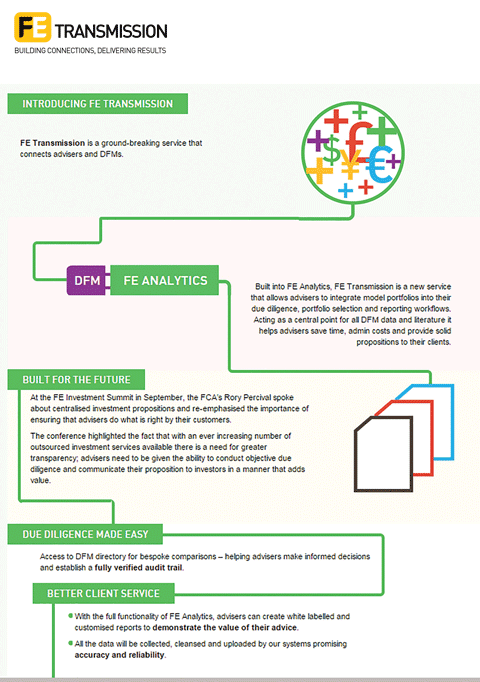 FE TRANSMISSION
BUILDING CONNECTIONS, DELIVERING RESULTS
INTRODUCING FE TRANSMISSION
FE Transmission is a ground-breaking service that
connects advisers and DFMs.
£
$
¥
€
DFM
FE ANALYTICS
Built into FE Analytics, FE Transmission is a new service
that allows advisers to integrate model portfolios into their
due diligence, portfolio selection and reporting workflows.
Acting as a central point for all DFM data and literature it
helps advisers save time, admin costs and provide solid
propositions to their clients.
BUILT FOR THE FUTURE
At the FE Investment Summit in September, the FCA's Rory Percival spoke
about centralised investment propositions and re-emphasised the importance of
ensuring that advisers do what is right by their customers.
The conference highlighted the fact that with an ever increasing number of
outsourced investment services available there is a need for greater
transparency; advisers need to be given the ability to conduct objective due
diligence and communicate their proposition to investors in a manner that adds
value.
DUE DILIGENCE MADE EASY
Access to DFM directory for bespoke comparisons – helping advisers make informed decisions
and establish a fully verified audit trail.
BETTER CLIENT SERVICE
With the full functionality of FE Analytics, advisers can create white labelled and
customised reports to demonstrate the value of their advice.
All the data will be collected, cleansed and uploaded by our systems promising
accuracy and reliability.